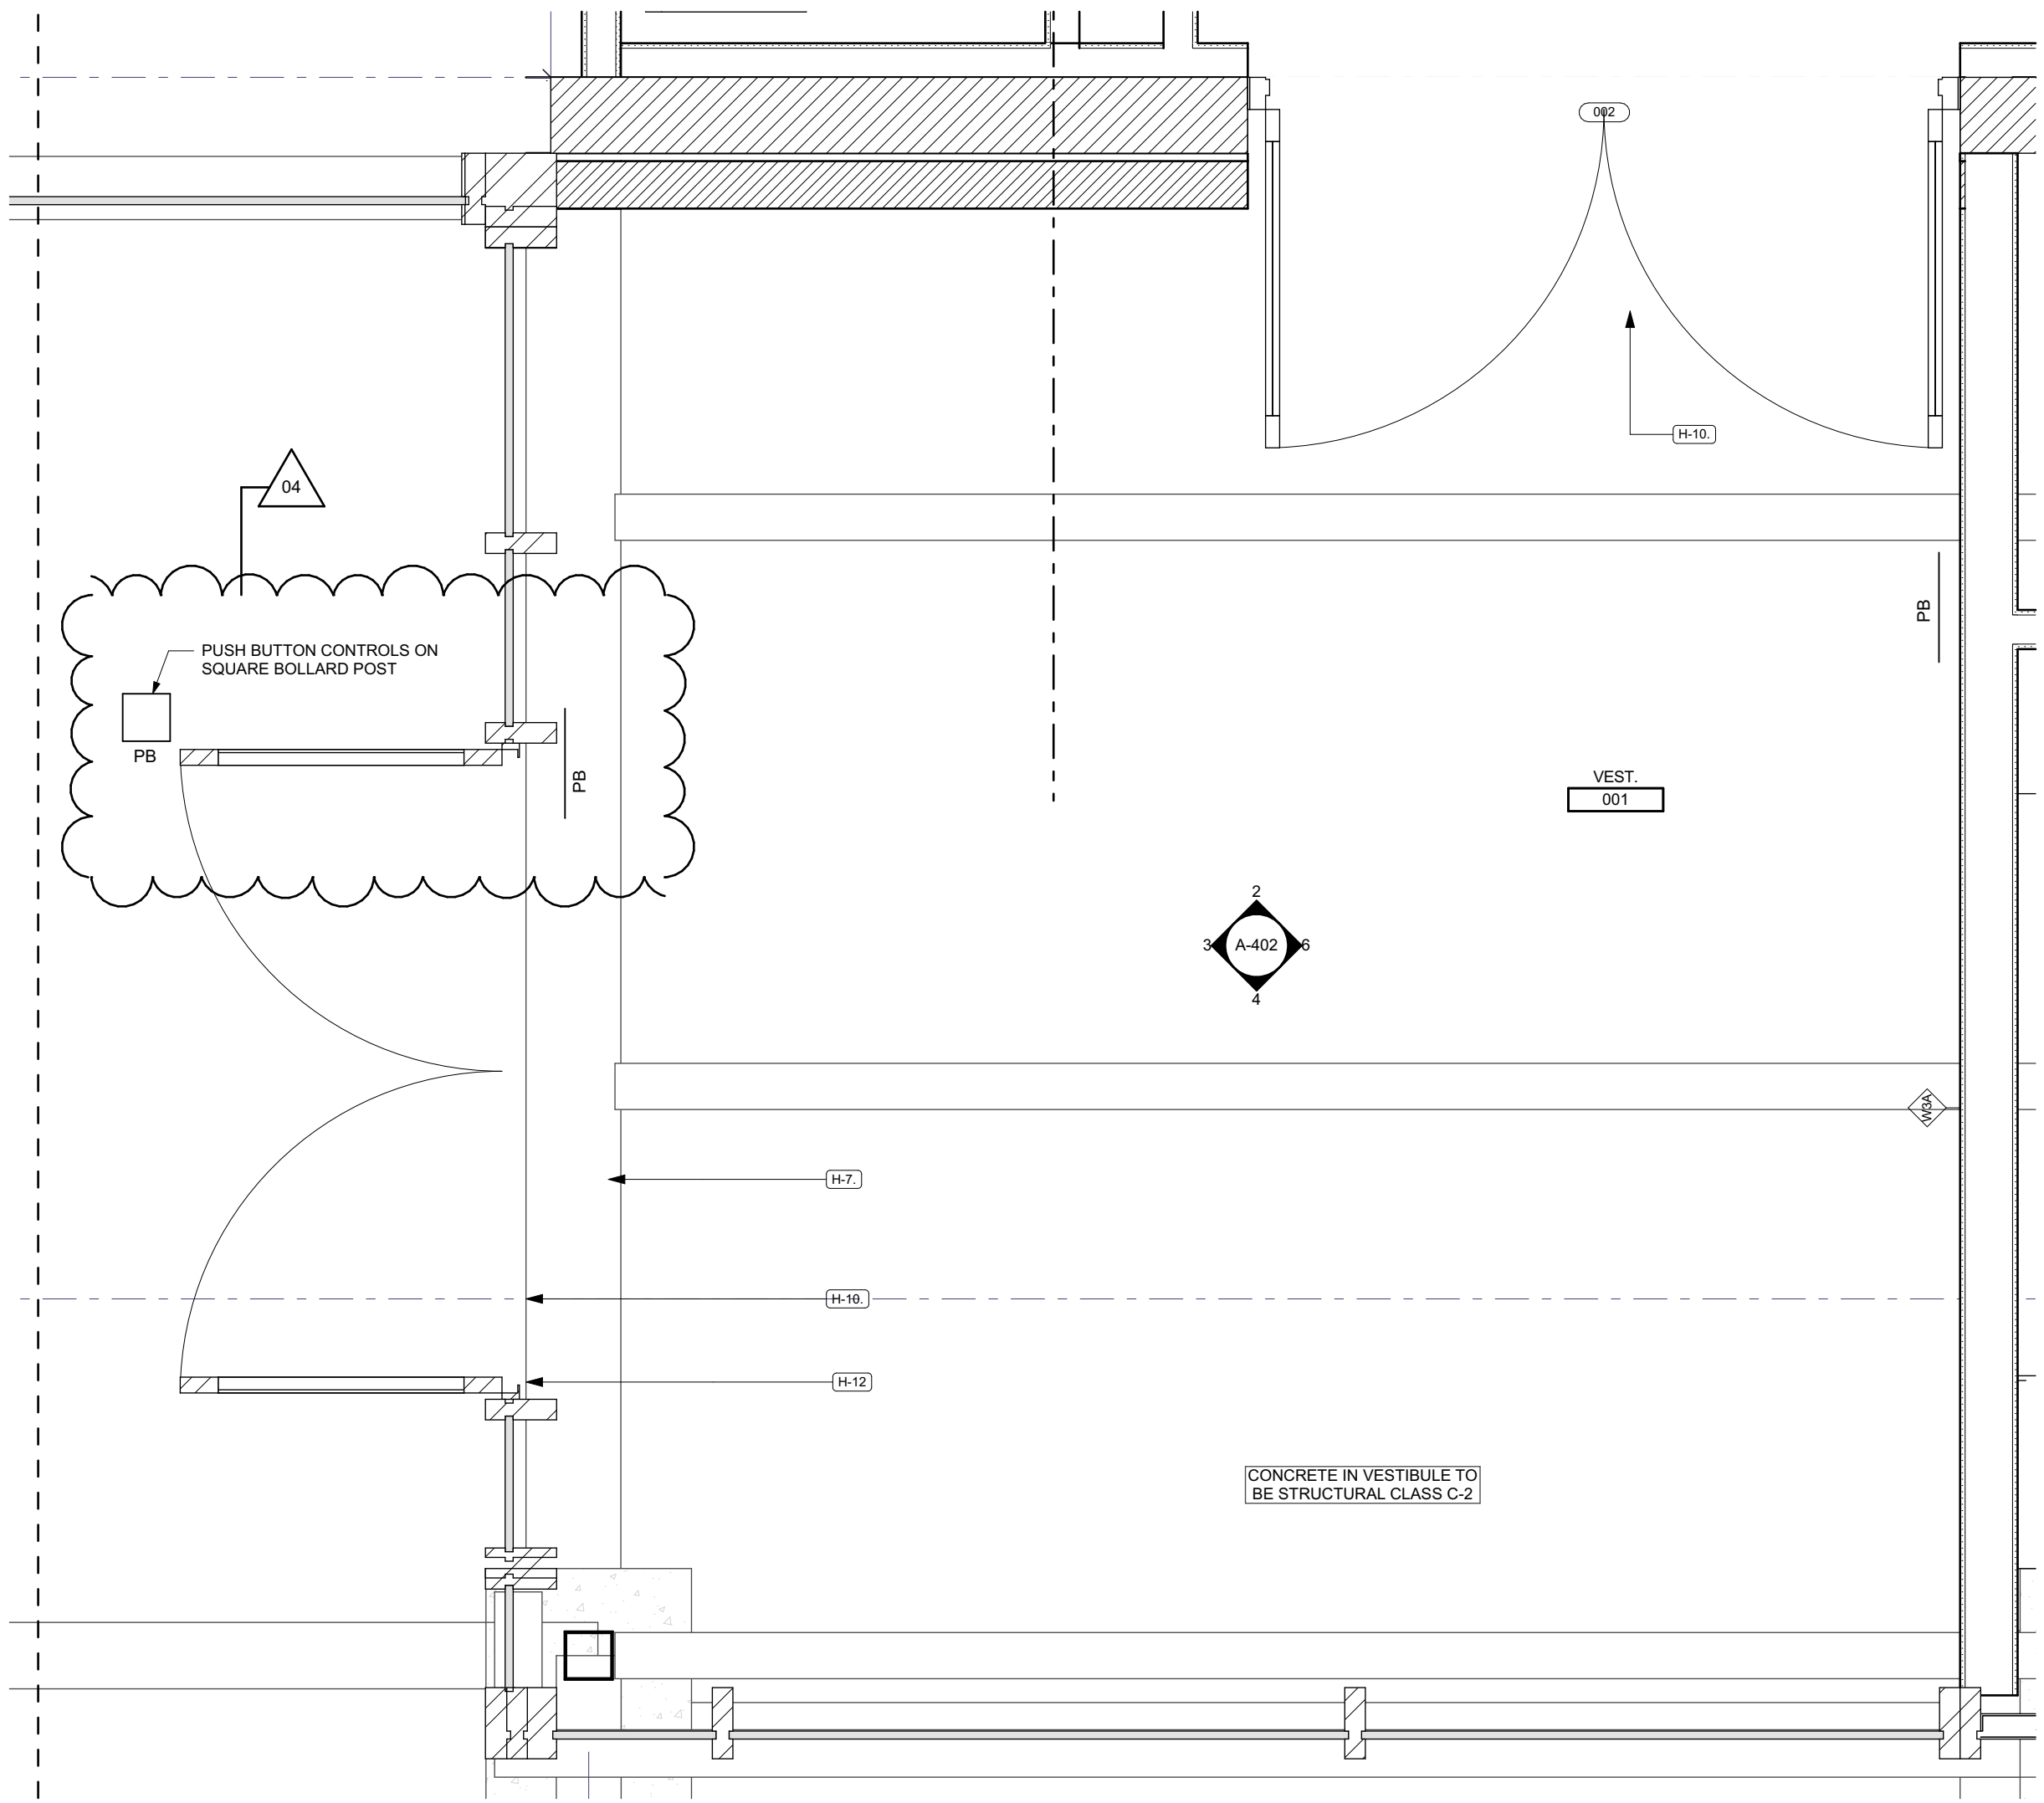 002
H-10.
04
PB
PUSH BUTTON CONTROLS ON
SQUARE BOLLARD POST
PB
PB
VEST.
001
2
3 A-402 6
4
W3A
H-7.
H-10.
H-12
CONCRETE IN VESTIBULE TO
BE STRUCTURAL CLASS C-2